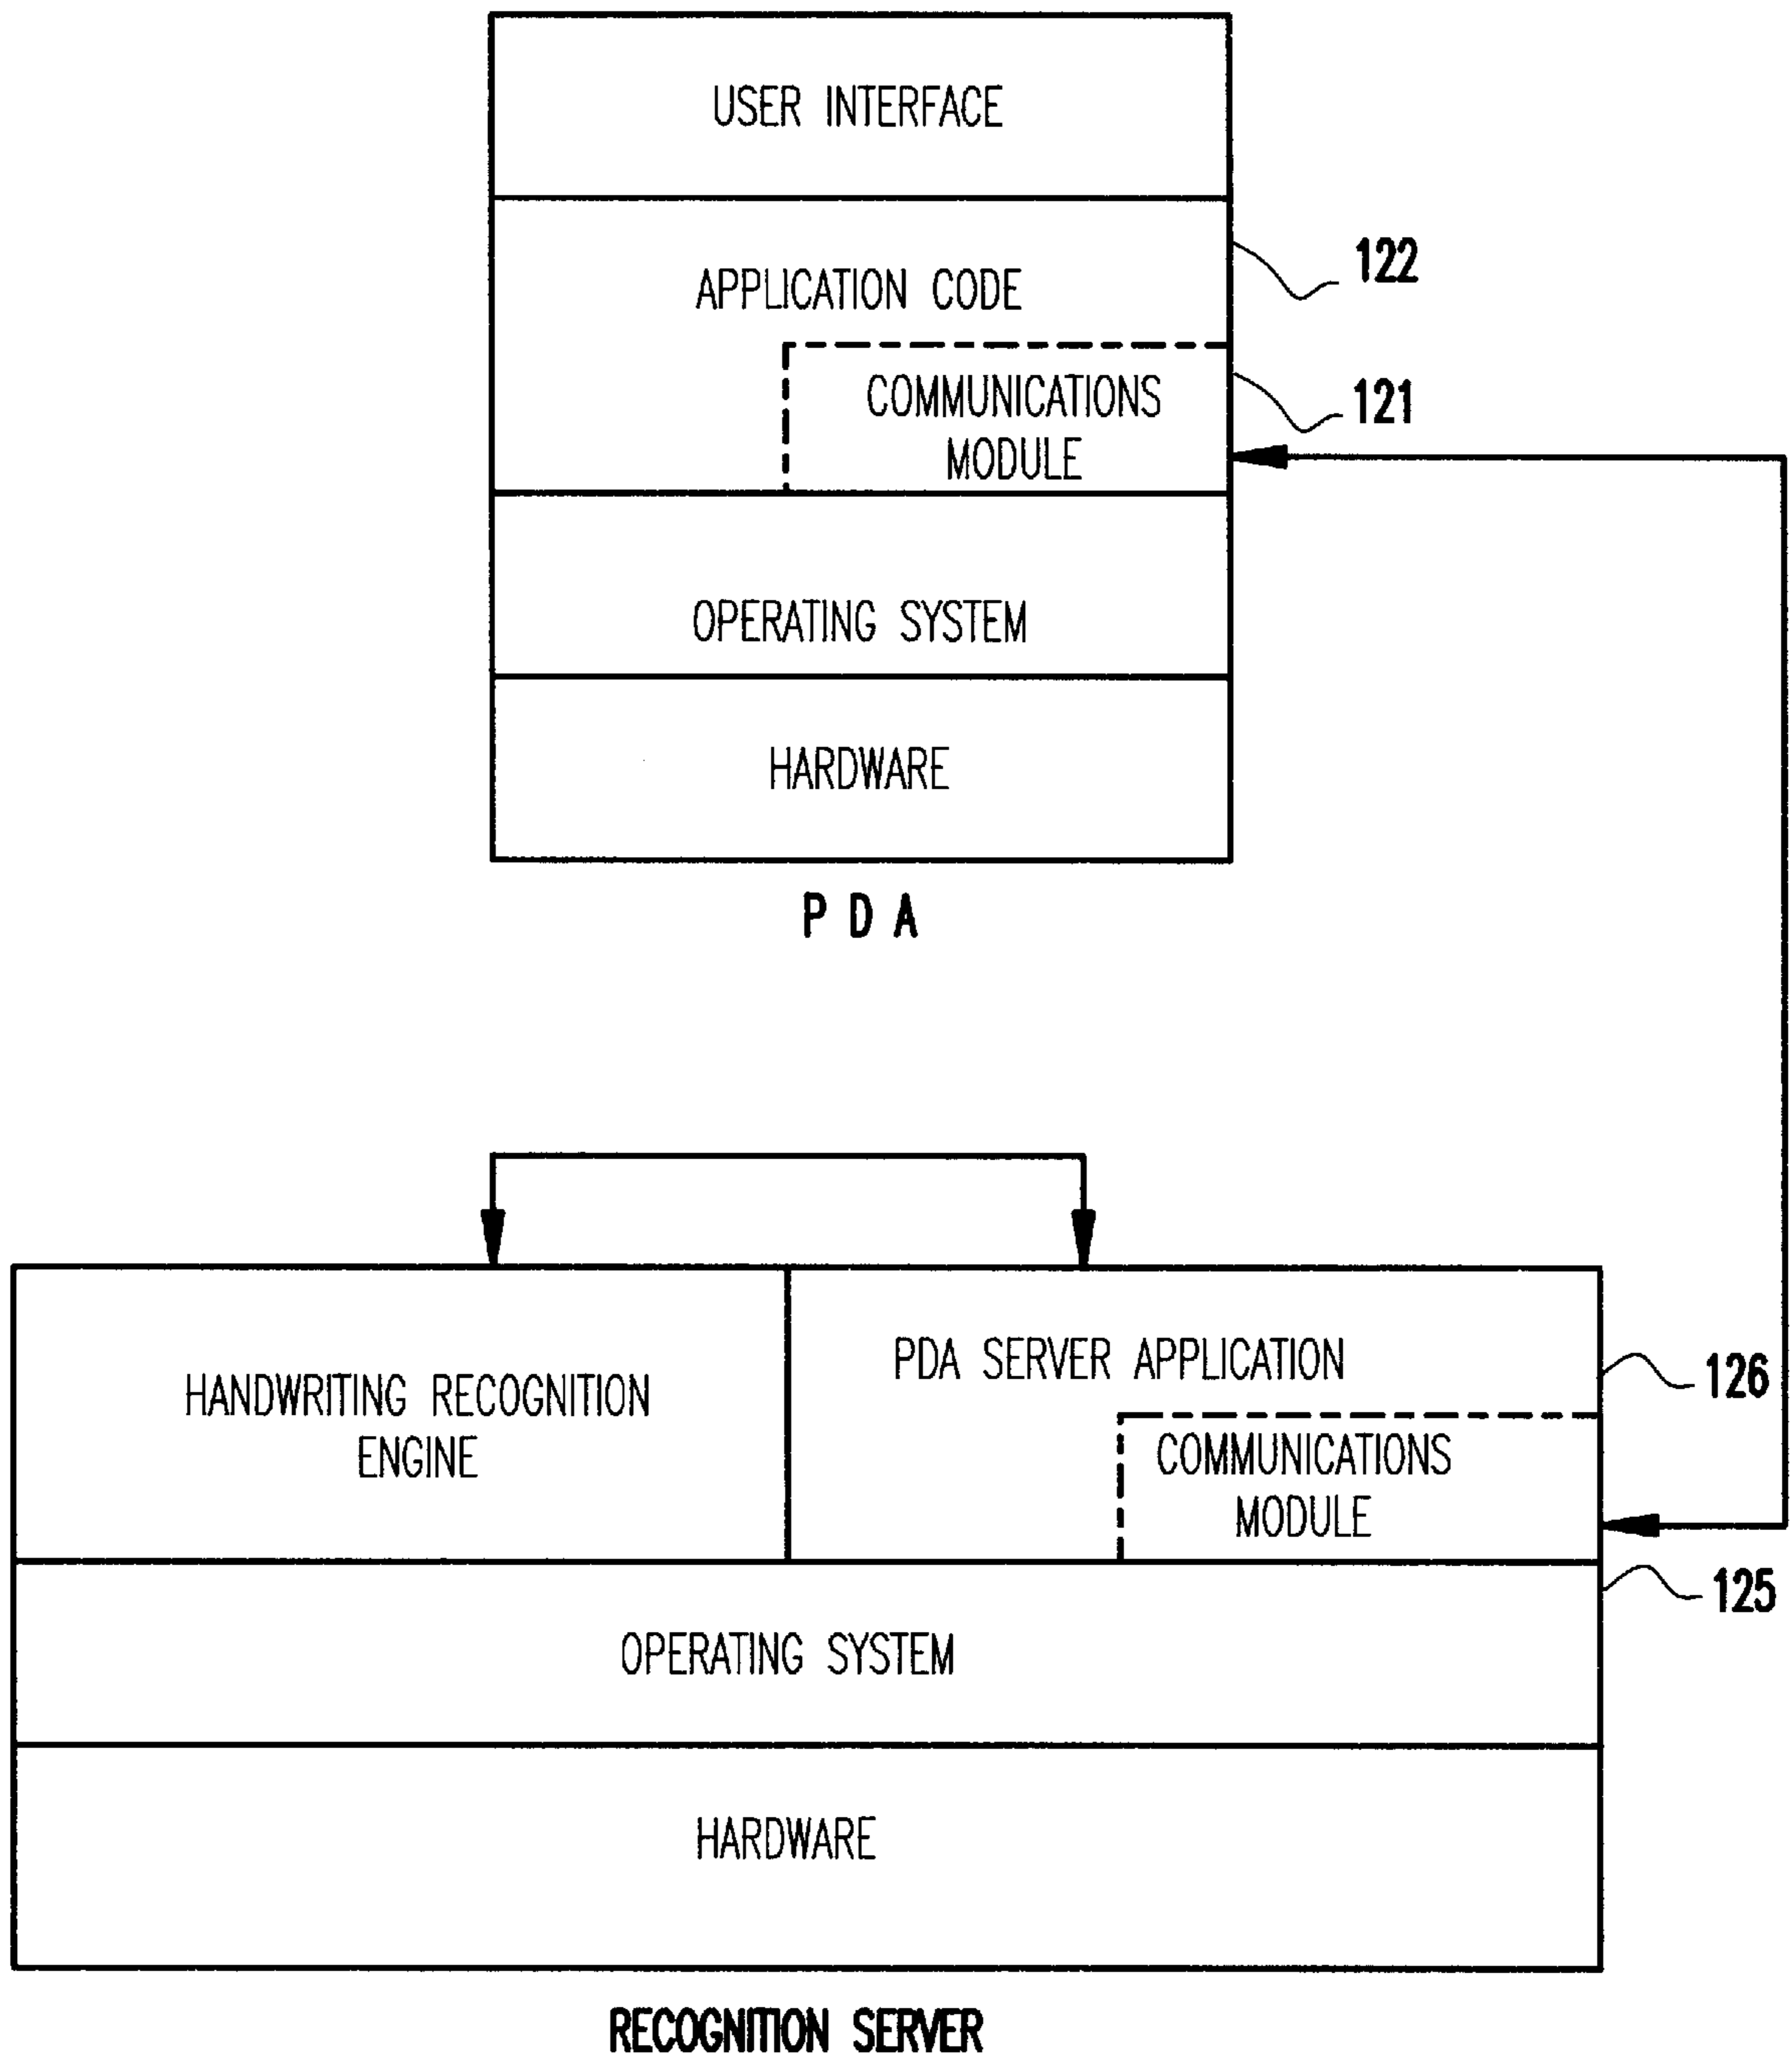 USER INTERFACE
APPLICATION CODE
122
COMMUNICATIONS
MODULE
121
OPERATING SYSTEM
HARDWARE
P D A
HANDWRITING RECOGNITION
ENGINE
PDA SERVER APPLICATION
126
COMMUNICATIONS
MODULE
125
OPERATING SYSTEM
HARDWARE
RECOGNITION SERVER